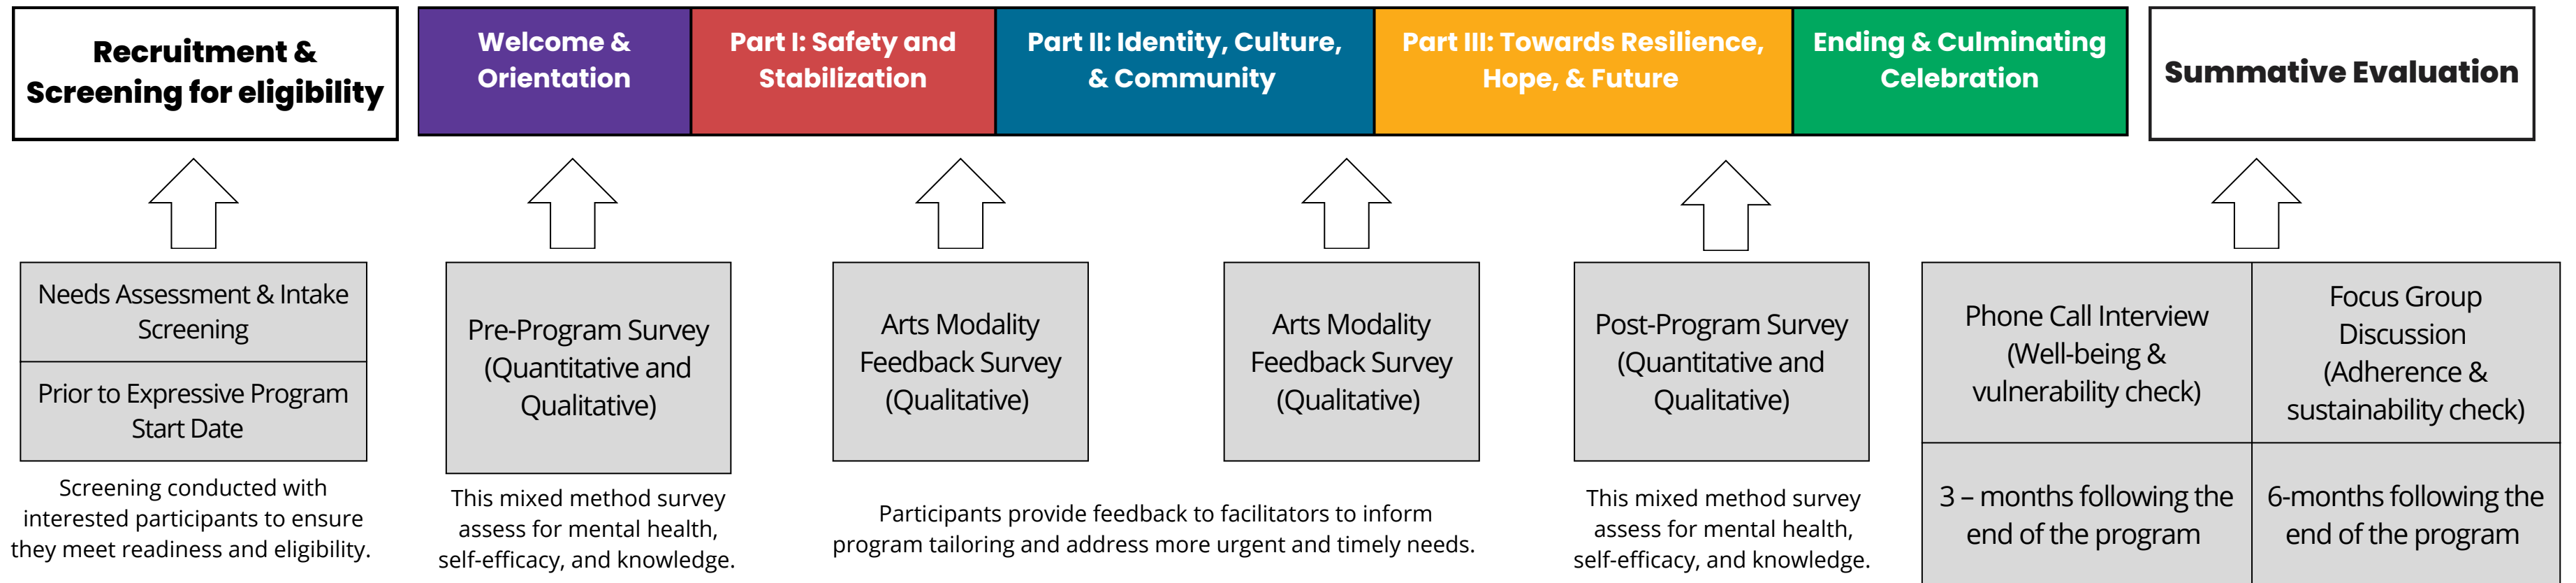 Recruitment &
Screening for eligibility
Welcome &
Orientation
Part I: Safety and
Stabilization
Part II: Identity, Culture,
& Community
Part III: Towards Resilience,
Hope, & Future
Ending & Culminating
Celebration
Summative Evaluation
Needs Assessment & Intake
Screening
Prior to Expressive Program
Start Date
Screening conducted with
interested participants to ensure
they meet readiness and eligibility.
Pre-Program Survey
(Quantitative and
Qualitative)
This mixed method survey
assess for mental health,
self-efficacy, and knowledge.
Arts Modality
Feedback Survey
(Qualitative)
Arts Modality
Feedback Survey
(Qualitative)
Participants provide feedback to facilitators to inform
program tailoring and address more urgent and timely needs.
Post-Program Survey
(Quantitative and
Qualitative)
This mixed method survey
assess for mental health,
self-efficacy, and knowledge.
Phone Call Interview
(Well-being &
vulnerability check)
3 – months following the
end of the program
Focus Group
Discussion
(Adherence &
sustainability check)
6-months following the
end of the program